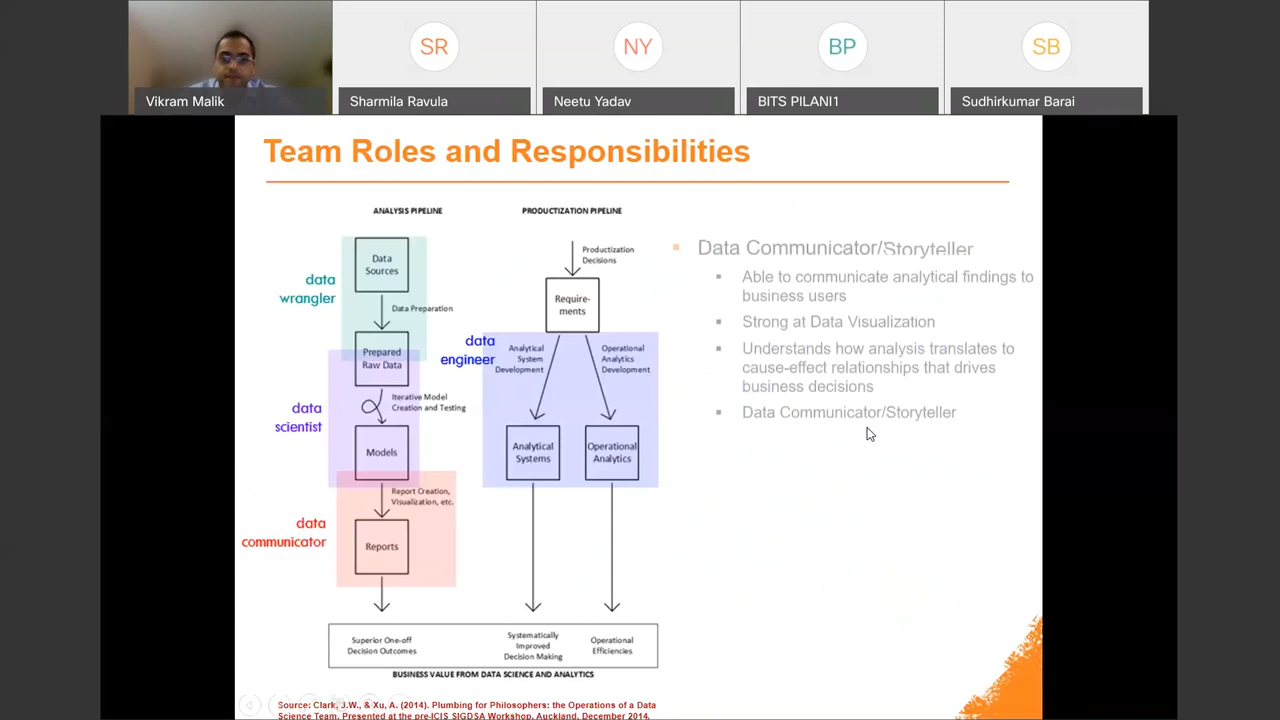 SR
NY
BP
SB
Vikram Malik
Sharmila Ravula
Neetu Yadav
BITS PILANI1
Sudhirkumar Barai
Team Roles and Responsibilities
ANALYSIS PIPELINE
PRODUCTIZATION PIPELINE
data
wrangler
Data
Sources
Data Preparation
Prepared
Raw Data
data
scientist
Iterative Model
Creation and Testing
Models
Report Creation,
Visualization, etc.
data
communicator
Reports
Productization
Decisions
Require-
ments
data
engineer
Analytical
System
Development
Operational
Analytics
Development
Analytical
Systems
Operational
Analytics
Superior One-off
Decision Outcomes
Systematically
Improved
Decision Making
Operational
Efficiencies
BUSINESS VALUE FROM DATA SCIENCE AND ANALYTICS
Data Communicator/Storyteller
Able to communicate analytical findings to
business users
Strong at Data Visualization
Understands how analysis translates to
cause-effect relationships that drives
business decisions
Data Communicator/Storyteller
Source: Clark, J.W., & Xu, A. (2014). Plumbing for Philosophers: the Operations of a Data
Science Team. Presented at the pre-ICIS SIGDSA Workshop, Auckland, December 2014.